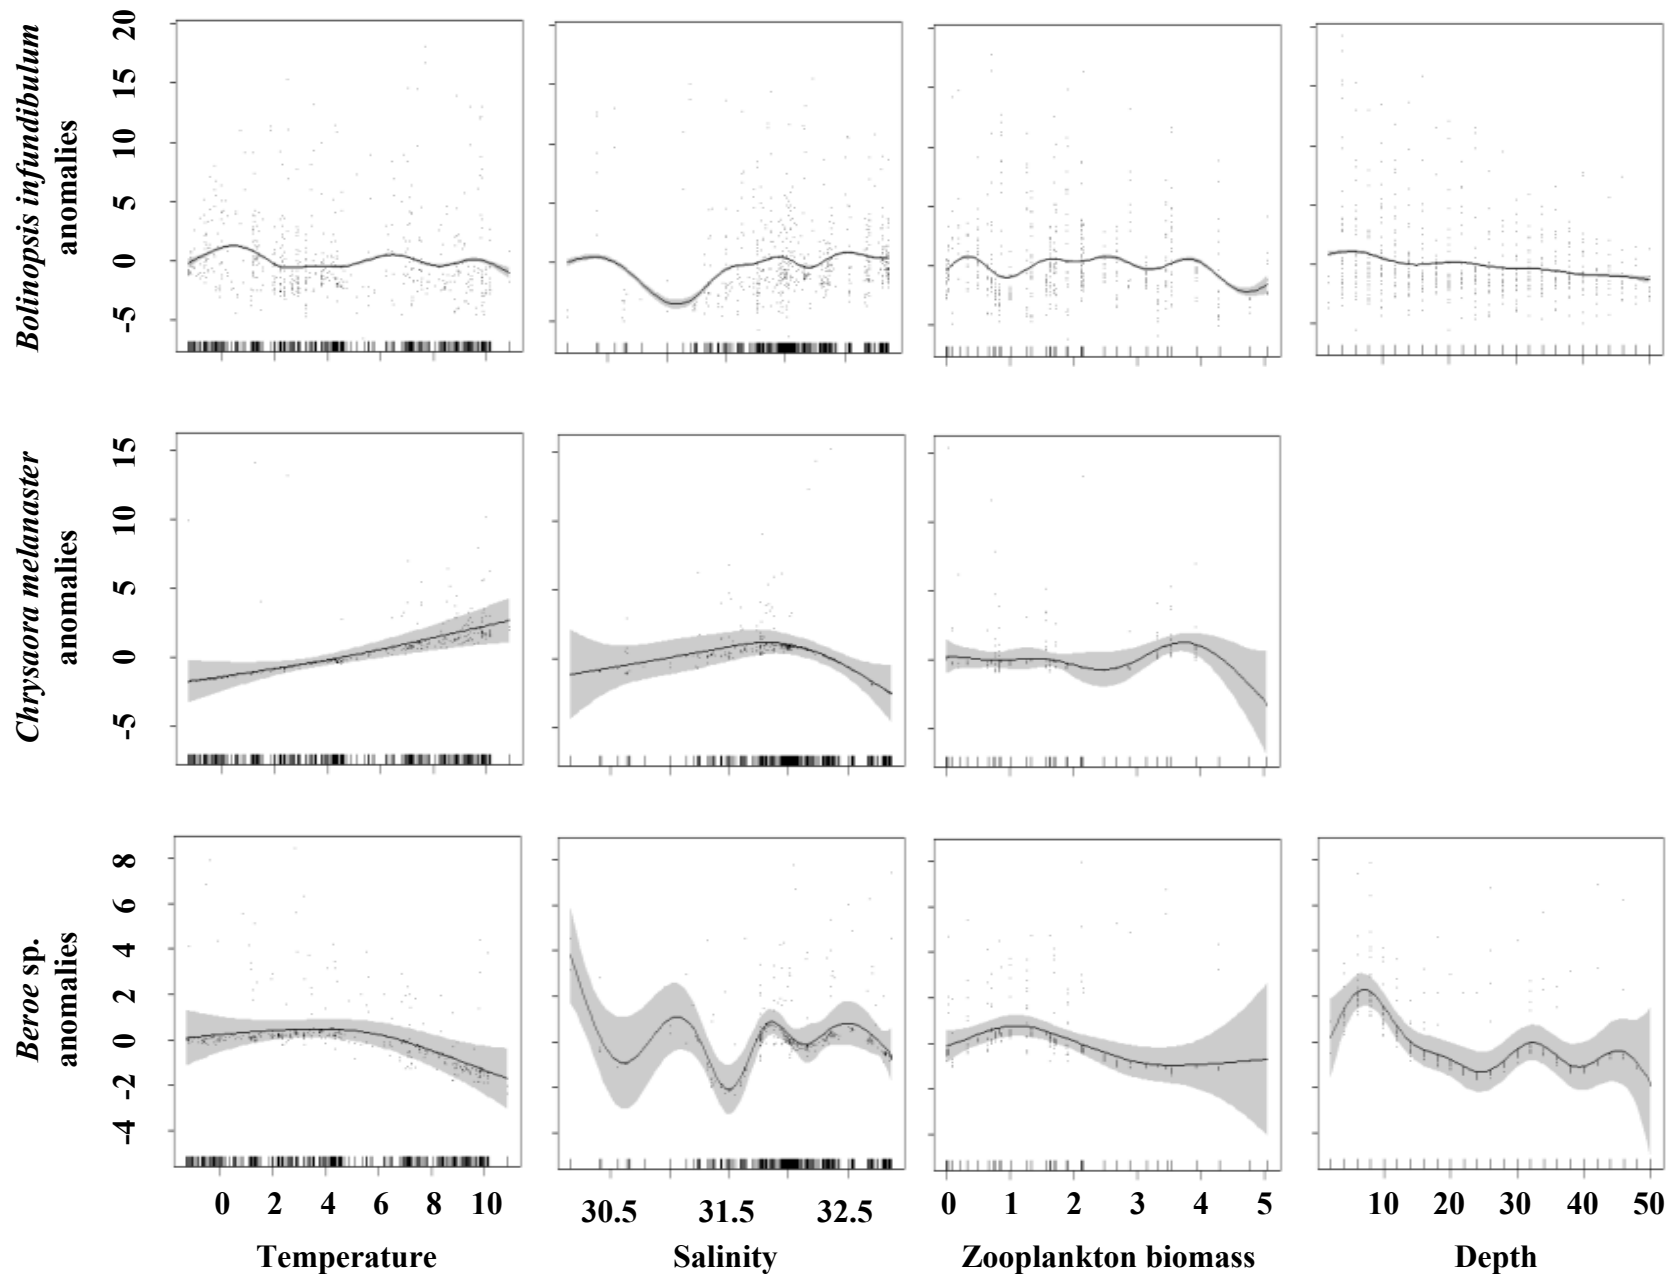 Bolinopsis infundibulum
anomalies
20
15
10
5
0
-5
Chrysaora melanaster
anomalies
15
10
5
0
-5
Beroe sp.
anomalies
8
6
4
2
0
-2
-4
0 2 4 6 8 10
30.5 31.5 32.5
0 1 2 3 4 5
10 20 30 40 50
Temperature
Salinity
Zooplankton biomass
Depth